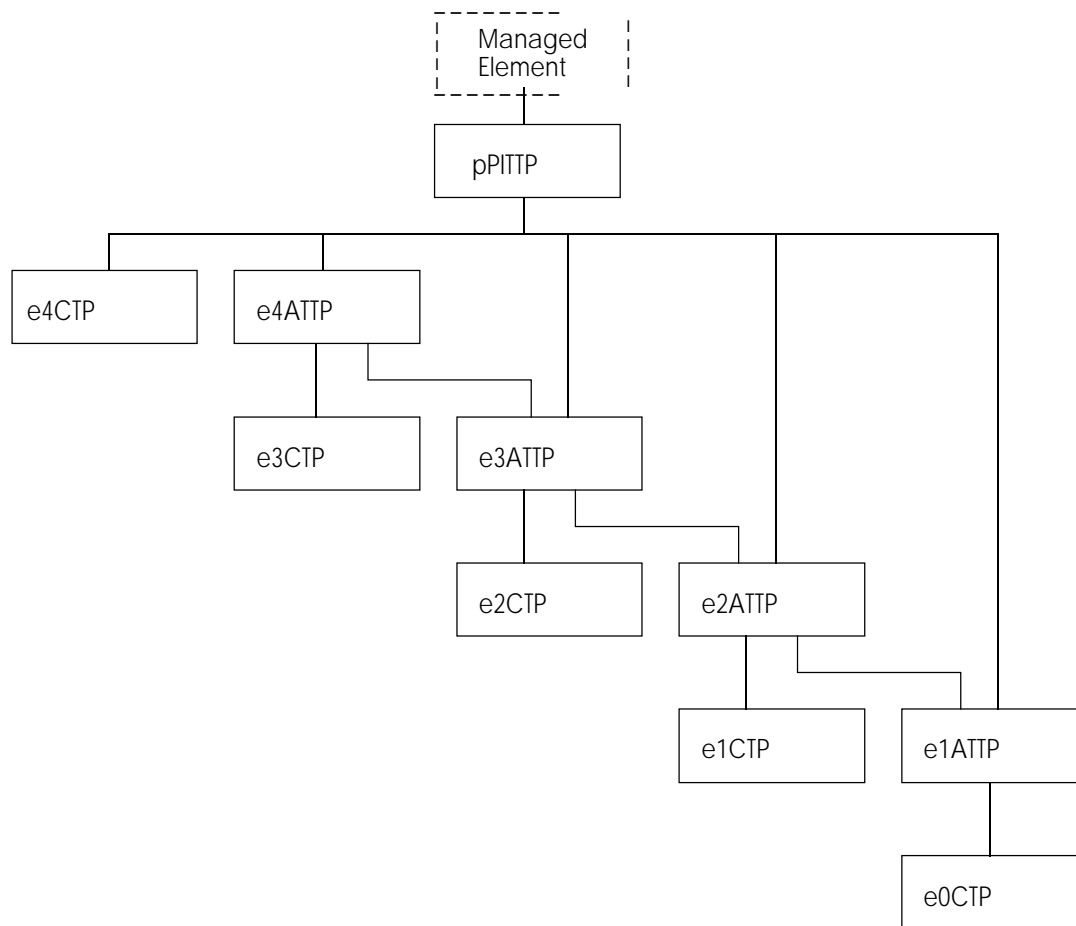 Managed
Element
pPITTP
e4CTP
e4ATTP
e3CTP
e3ATTP
e2CTP
e2ATTP
e1CTP
e1ATTP
e0CTP